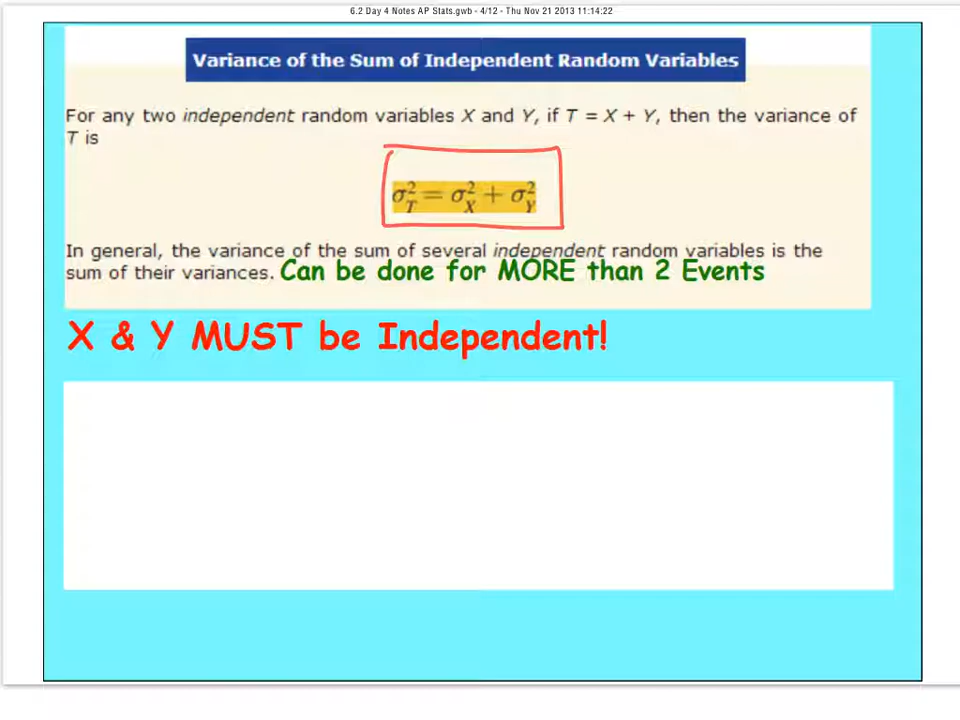 6.2 Day 4 Notes AP Stats.gwb - 4/12 - Thu Nov 21 2013 11:14:22
Variance of the Sum of Independent Random Variables
For any two independent random variables X and Y, if T = X + Y, then the variance of
T is
σ²_T = σ²_X + σ²_Y
In general, the variance of the sum of several independent random variables is the
sum of their variances. Can be done for MORE than 2 Events
X & Y MUST be Independent!